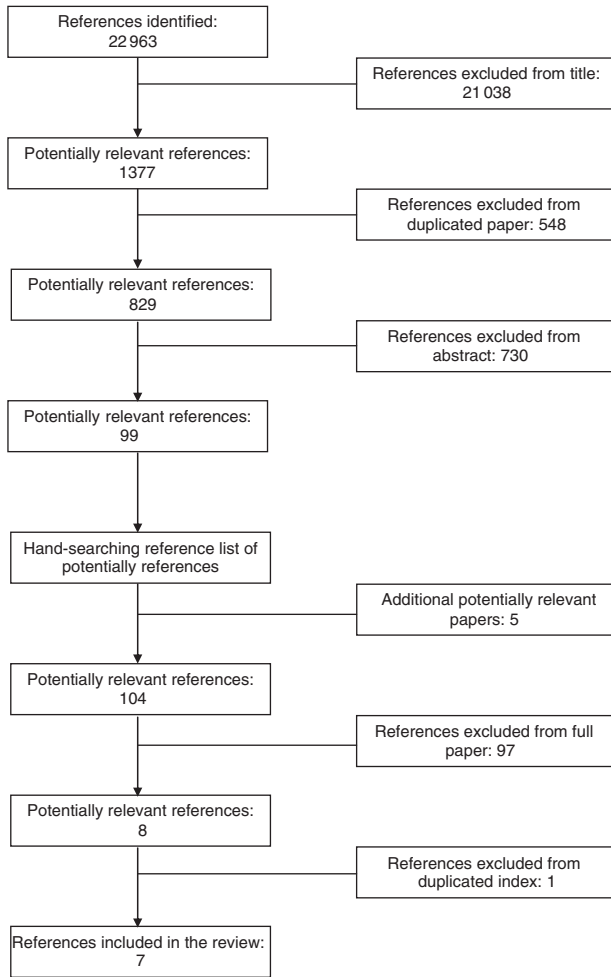 References identified:
22 963
References excluded from title:
21 038
Potentially relevant references:
1377
References excluded from
duplicated paper: 548
Potentially relevant references:
829
References excluded from
abstract: 730
Potentially relevant references:
99
Hand-searching reference list of
potentially references
Additional potentially relevant
papers: 5
Potentially relevant references:
104
References excluded from full
paper: 97
Potentially relevant references:
8
References excluded from
duplicated index: 1
References included in the review:
7